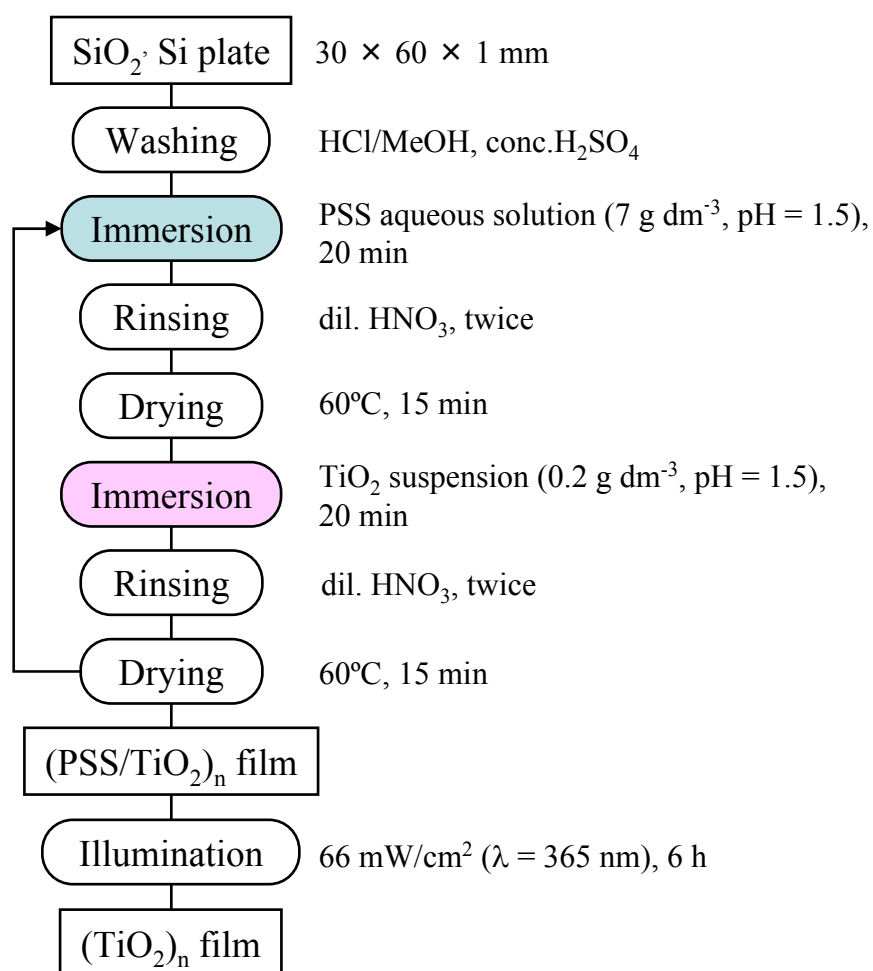 SiO₂, Si plate 30 × 60 × 1 mm
Washing HCl/MeOH, conc.H₂SO₄
Immersion PSS aqueous solution (7 g dm⁻³, pH = 1.5),
20 min
Rinsing dil. HNO₃, twice
Drying 60ºC, 15 min
Immersion TiO₂ suspension (0.2 g dm⁻³, pH = 1.5),
20 min
Rinsing dil. HNO₃, twice
Drying 60ºC, 15 min
(PSS/TiO₂)ₙ film
Illumination 66 mW/cm² (λ = 365 nm), 6 h
(TiO₂)ₙ film